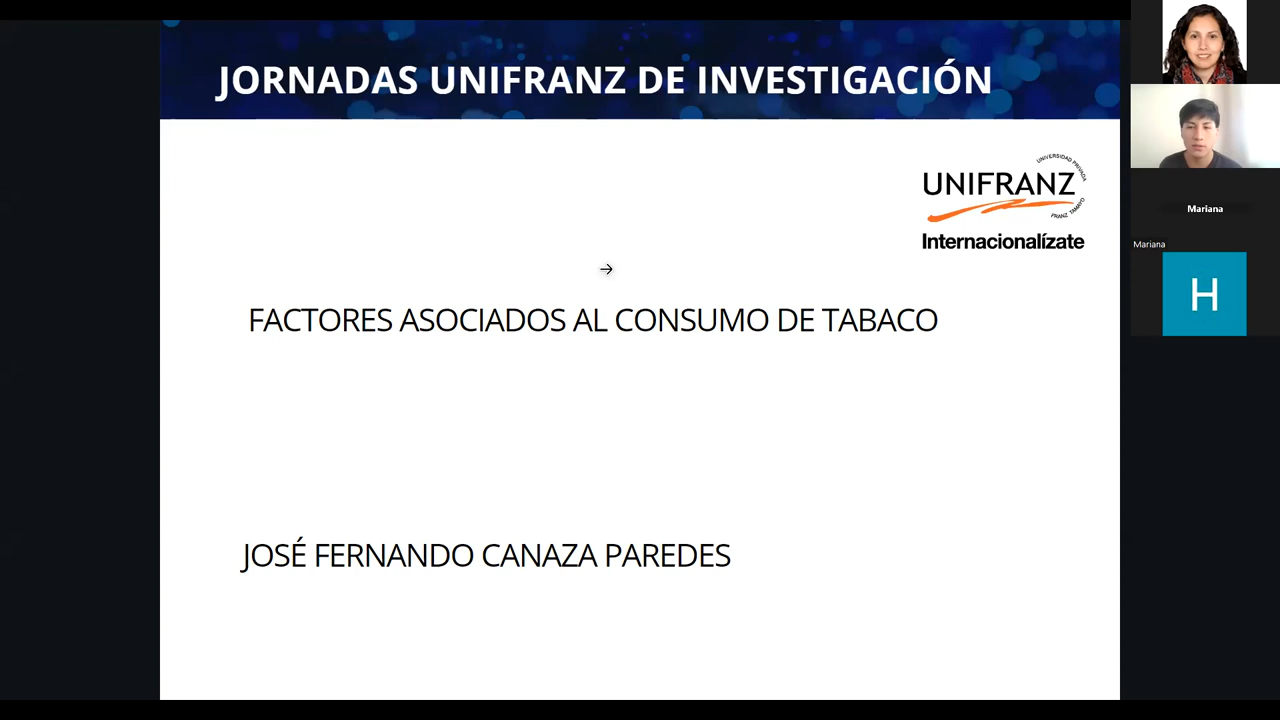 JORNADAS UNIFRANZ DE INVESTIGACIÓN
UNIVERSIDAD PRIVADA
UNIFRANZ
FRANZ TAMAYO
Internacionalízate
FACTORES ASOCIADOS AL CONSUMO DE TABACO
JOSÉ FERNANDO CANAZA PAREDES
Mariana
Mariana
H